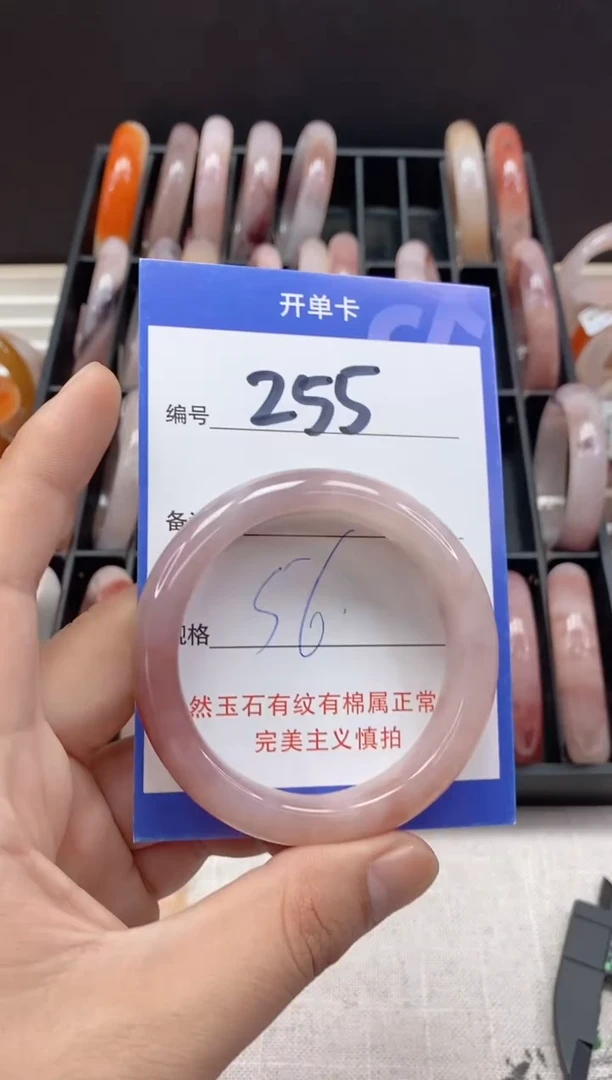 开单卡
编号 255
备
规格 56.
然玉石有纹有棉属正常
完美主义慎拍